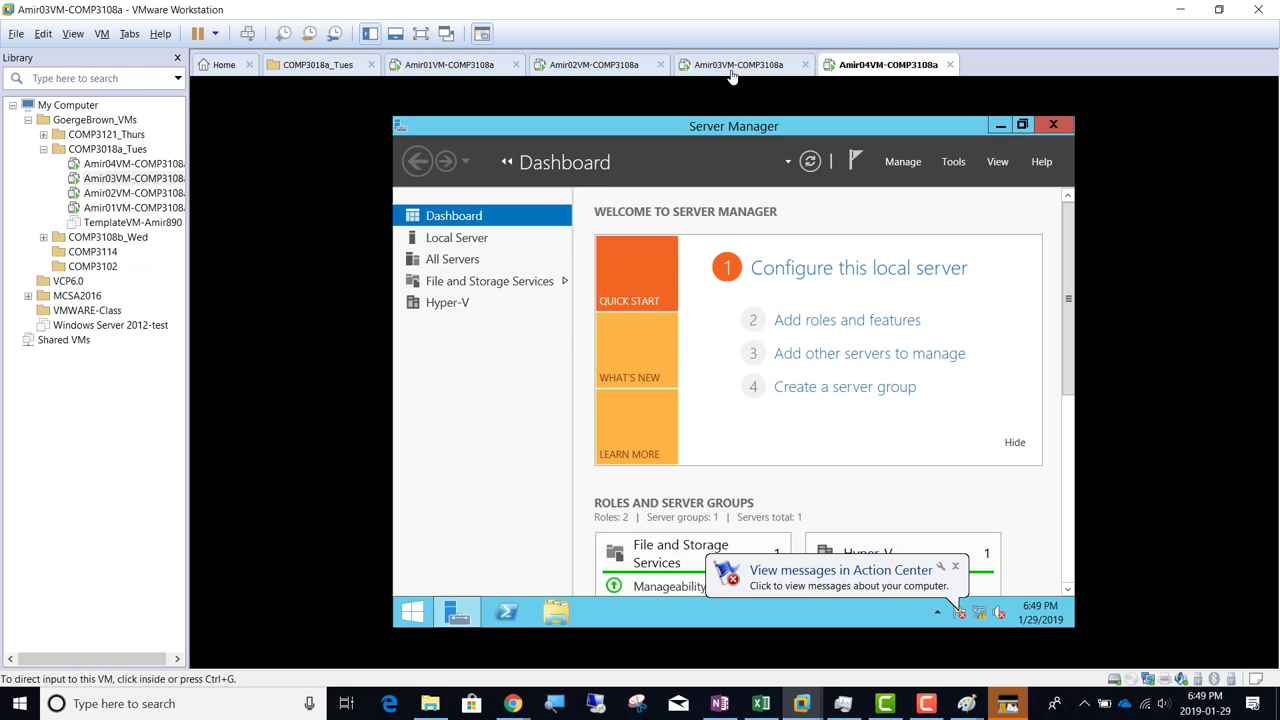 Amir03VM-COMP3108a - VMware Workstation
File Edit View VM Tabs Help
Library
Type here to search
My Computer
GoergeBrown_VMs
COMP3121_Thurs
COMP3018a_Tues
Amir04VM-COMP3108
Amir03VM-COMP3108
Amir02VM-COMP3108
Amir01VM-COMP3108
TemplateVM-Amir890
COMP3108b_Wed
COMP3114
COMP3102
VCP6.0
MCSA2016
VMWARE-Class
Windows Server 2012-test
Shared VMs
Home
COMP3018a_Tues
Amir01VM-COMP3108a
Amir02VM-COMP3108a
Amir03VM-COMP3108a
Amir04VM-COMP3108a
Server Manager
Dashboard
Manage Tools View Help
Dashboard
Local Server
All Servers
File and Storage Services
Hyper-V
WELCOME TO SERVER MANAGER
QUICK START
WHAT'S NEW
LEARN MORE
1 Configure this local server
2 Add roles and features
3 Add other servers to manage
4 Create a server group
Hide
ROLES AND SERVER GROUPS
Roles: 2 | Server groups: 1 | Servers total: 1
File and Storage
Services
1
Manageability
Hyper-V
1
View messages in Action Center
Click to view messages about your computer.
6:49 PM
1/29/2019
To direct input to this VM, click inside or press Ctrl+G.
Type here to search
6:49 PM
2019-01-29